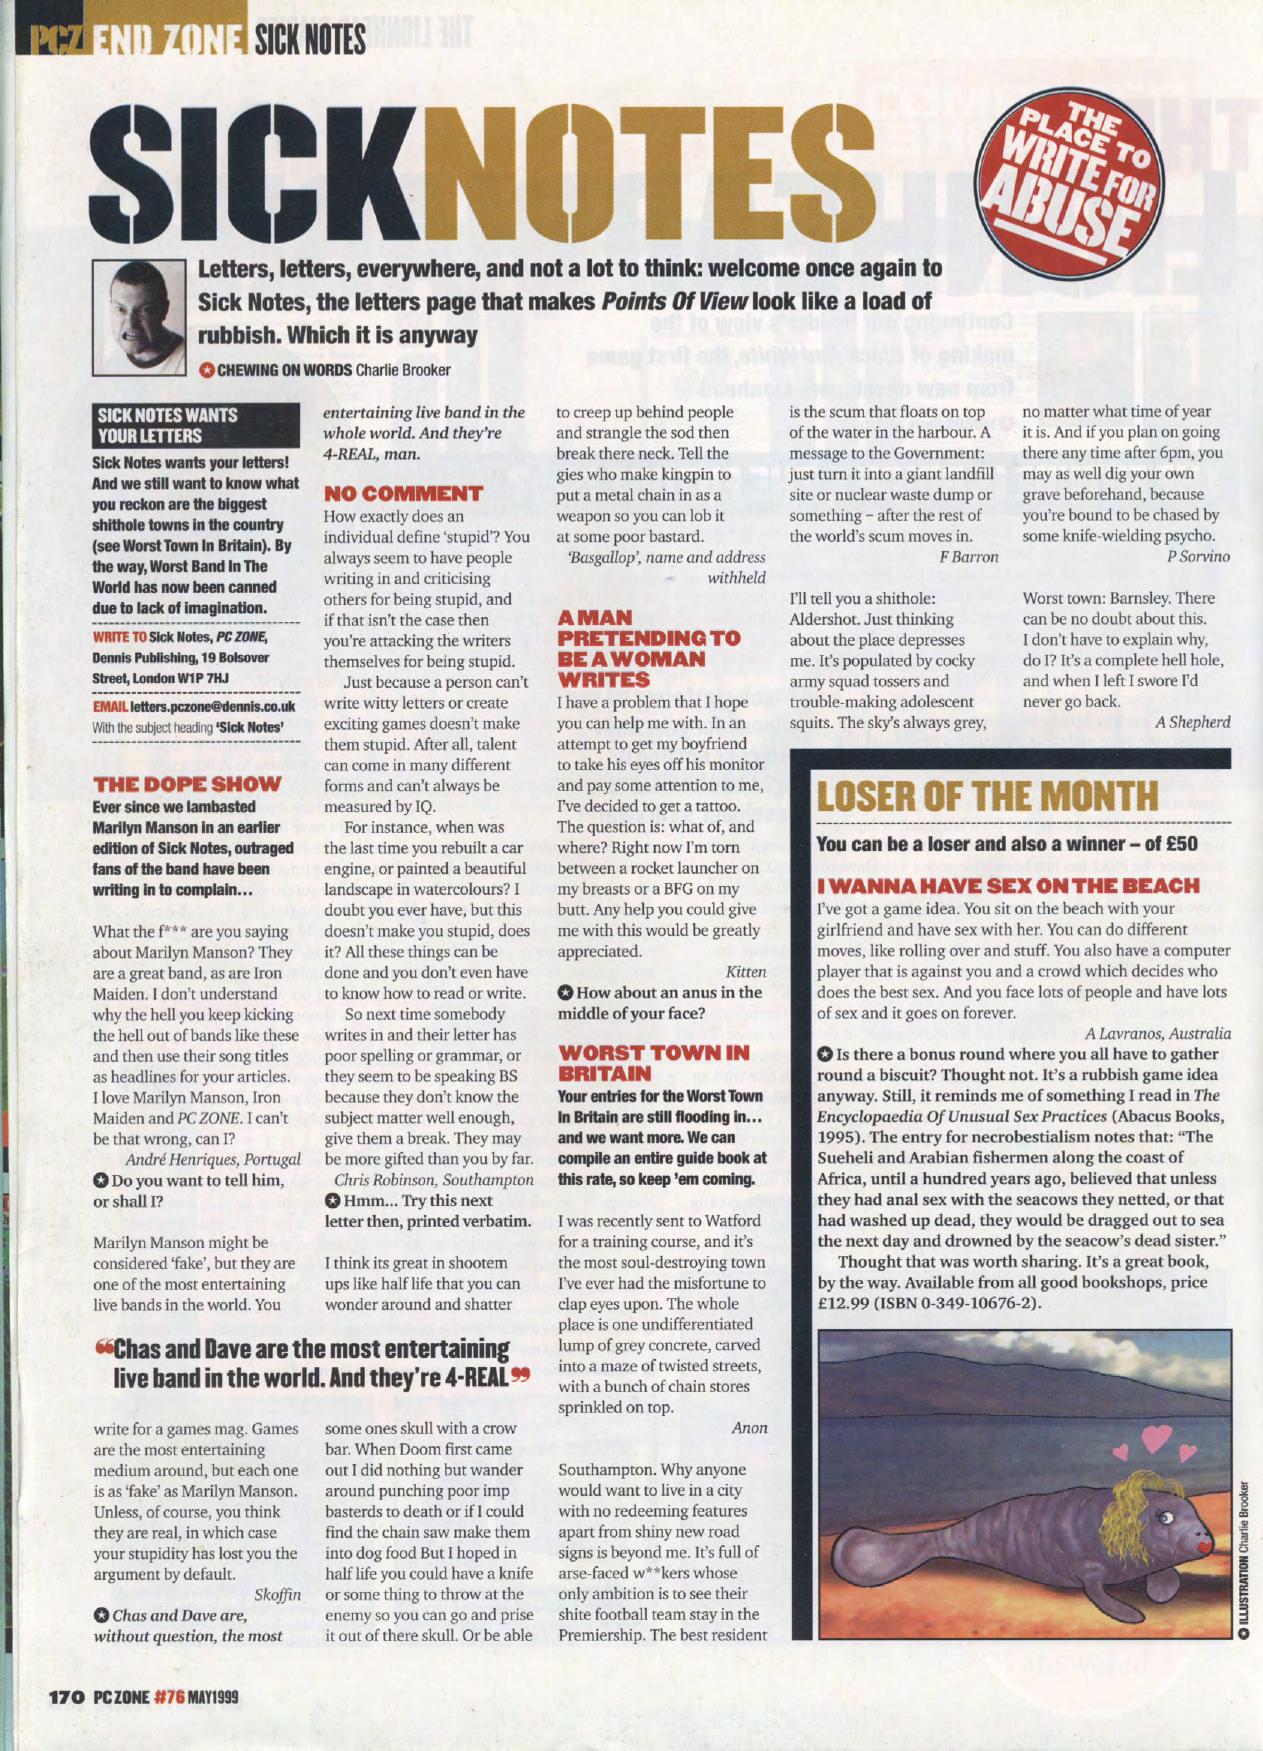 PCZ END ZONE SICK NOTES
SICKNOTES
THE
PLACE TO
WRITE FOR
ABUSE
Letters, letters, everywhere, and not a lot to think: welcome once again to
Sick Notes, the letters page that makes Points Of View look like a load of
rubbish. Which it is anyway
CHEWING ON WORDS Charlie Brooker
SICK NOTES WANTS
YOUR LETTERS
Sick Notes wants your letters!
And we still want to know what
you reckon are the biggest
shithole towns in the country
(see Worst Town In Britain). By
the way, Worst Band In The
World has now been canned
due to lack of imagination.
WRITE TO Sick Notes, PC ZONE,
Dennis Publishing, 19 Bolsover
Street, London W1P 7HJ
EMAIL letters.pczone@dennis.co.uk
With the subject heading 'Sick Notes'
THE DOPE SHOW
Ever since we lambasted
Marilyn Manson in an earlier
edition of Sick Notes, outraged
fans of the band have been
writing in to complain...
What the f*** are you saying
about Marilyn Manson? They
are a great band, as are Iron
Maiden. I don't understand
why the hell you keep kicking
the hell out of bands like these
and then use their song titles
as headlines for your articles.
I love Marilyn Manson, Iron
Maiden and PC ZONE. I can't
be that wrong, can I?
André Henriques, Portugal
Do you want to tell him,
or shall I?
Marilyn Manson might be
considered 'fake', but they are
one of the most entertaining
live bands in the world. You
"Chas and Dave are the most entertaining
live band in the world. And they're 4-REAL"
write for a games mag. Games
are the most entertaining
medium around, but each one
is as 'fake' as Marilyn Manson.
Unless, of course, you think
they are real, in which case
your stupidity has lost you the
argument by default.
Skoffin
Chas and Dave are,
without question, the most
entertaining live band in the
whole world. And they're
4-REAL, man.
NO COMMENT
How exactly does an
individual define 'stupid'? You
always seem to have people
writing in and criticising
others for being stupid, and
if that isn't the case then
you're attacking the writers
themselves for being stupid.
Just because a person can't
write witty letters or create
exciting games doesn't make
them stupid. After all, talent
can come in many different
forms and can't always be
measured by IQ.
For instance, when was
the last time you rebuilt a car
engine, or painted a beautiful
landscape in watercolours? I
doubt you ever have, but this
doesn't make you stupid, does
it? All these things can be
done and you don't even have
to know how to read or write.
So next time somebody
writes in and their letter has
poor spelling or grammar, or
they seem to be speaking BS
because they don't know the
subject matter well enough,
give them a break. They may
be more gifted than you by far.
Chris Robinson, Southampton
Hmm... Try this next
letter then, printed verbatim.
I think its great in shootem
ups like half life that you can
wonder around and shatter
some ones skull with a crow
bar. When Doom first came
out I did nothing but wander
around punching poor imp
basterds to death or if I could
find the chain saw make them
into dog food But I hoped in
half life you could have a knife
or some thing to throw at the
enemy so you can go and prise
it out of there skull. Or be able
to creep up behind people
and strangle the sod then
break there neck. Tell the
gies who make kingpin to
put a metal chain in as a
weapon so you can lob it
at some poor bastard.
'Basgallop', name and address
withheld
A MAN
PRETENDING TO
BE A WOMAN
WRITES
I have a problem that I hope
you can help me with. In an
attempt to get my boyfriend
to take his eyes off his monitor
and pay some attention to me,
I've decided to get a tattoo.
The question is: what of, and
where? Right now I'm torn
between a rocket launcher on
my breasts or a BFG on my
butt. Any help you could give
me with this would be greatly
appreciated.
Kitten
How about an anus in the
middle of your face?
WORST TOWN IN
BRITAIN
Your entries for the Worst Town
In Britain are still flooding in...
and we want more. We can
compile an entire guide book at
this rate, so keep 'em coming.
I was recently sent to Watford
for a training course, and it's
the most soul-destroying town
I've ever had the misfortune to
clap eyes upon. The whole
place is one undifferentiated
lump of grey concrete, carved
into a maze of twisted streets,
with a bunch of chain stores
sprinkled on top.
Anon
Southampton. Why anyone
would want to live in a city
with no redeeming features
apart from shiny new road
signs is beyond me. It's full of
arse-faced w**kers whose
only ambition is to see their
shite football team stay in the
Premiership. The best resident
is the scum that floats on top
of the water in the harbour. A
message to the Government:
just turn it into a giant landfill
site or nuclear waste dump or
something – after the rest of
the world's scum moves in.
F Barron
I'll tell you a shithole:
Aldershot. Just thinking
about the place depresses
me. It's populated by cocky
army squad tossers and
trouble-making adolescent
squits. The sky's always grey,
no matter what time of year
it is. And if you plan on going
there any time after 6pm, you
may as well dig your own
grave beforehand, because
you're bound to be chased by
some knife-wielding psycho.
P Sorvino
Worst town: Barnsley. There
can be no doubt about this.
I don't have to explain why,
do I? It's a complete hell hole,
and when I left I swore I'd
never go back.
A Shepherd
LOSER OF THE MONTH
You can be a loser and also a winner – of £50
I WANNA HAVE SEX ON THE BEACH
I've got a game idea. You sit on the beach with your
girlfriend and have sex with her. You can do different
moves, like rolling over and stuff. You also have a computer
player that is against you and a crowd which decides who
does the best sex. And you face lots of people and have lots
of sex and it goes on forever.
A Lavranos, Australia
Is there a bonus round where you all have to gather
round a biscuit? Thought not. It's a rubbish game idea
anyway. Still, it reminds me of something I read in The
Encyclopaedia Of Unusual Sex Practices (Abacus Books,
1995). The entry for necrobestialism notes that: "The
Sueheli and Arabian fishermen along the coast of
Africa, until a hundred years ago, believed that unless
they had anal sex with the seacows they netted, or that
had washed up dead, they would be dragged out to sea
the next day and drowned by the seacow's dead sister."
Thought that was worth sharing. It's a great book,
by the way. Available from all good bookshops, price
£12.99 (ISBN 0-349-10676-2).
ILLUSTRATION Charlie Brooker
170 PC ZONE #76 MAY 1999